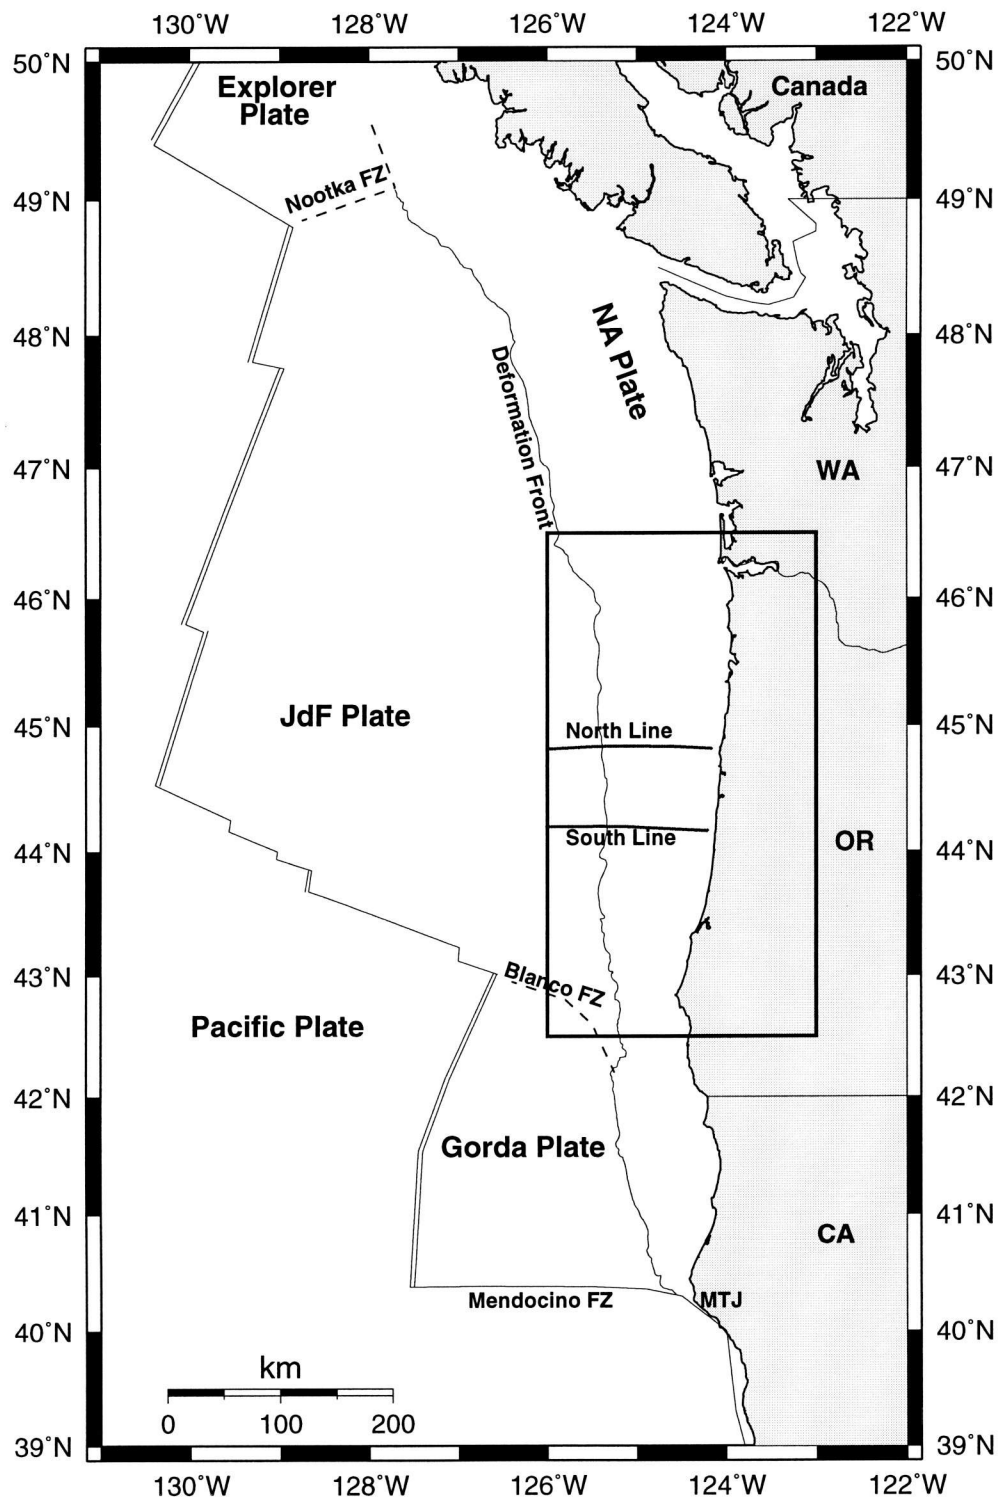 130˚W 128˚W 126˚W 124˚W 122˚W
50˚N 50˚N
Explorer
Plate
Canada
Nootka FZ
49˚N 49˚N
48˚N 48˚N
NA Plate
Deformation Front
47˚N 47˚N
WA
46˚N 46˚N
JdF Plate
45˚N 45˚N
North Line
South Line
OR
44˚N 44˚N
43˚N 43˚N
Blanco FZ
Pacific Plate
42˚N 42˚N
Gorda Plate
41˚N 41˚N
CA
Mendocino FZ
MTJ
40˚N 40˚N
km
0 100 200
39˚N 39˚N
130˚W 128˚W 126˚W 124˚W 122˚W